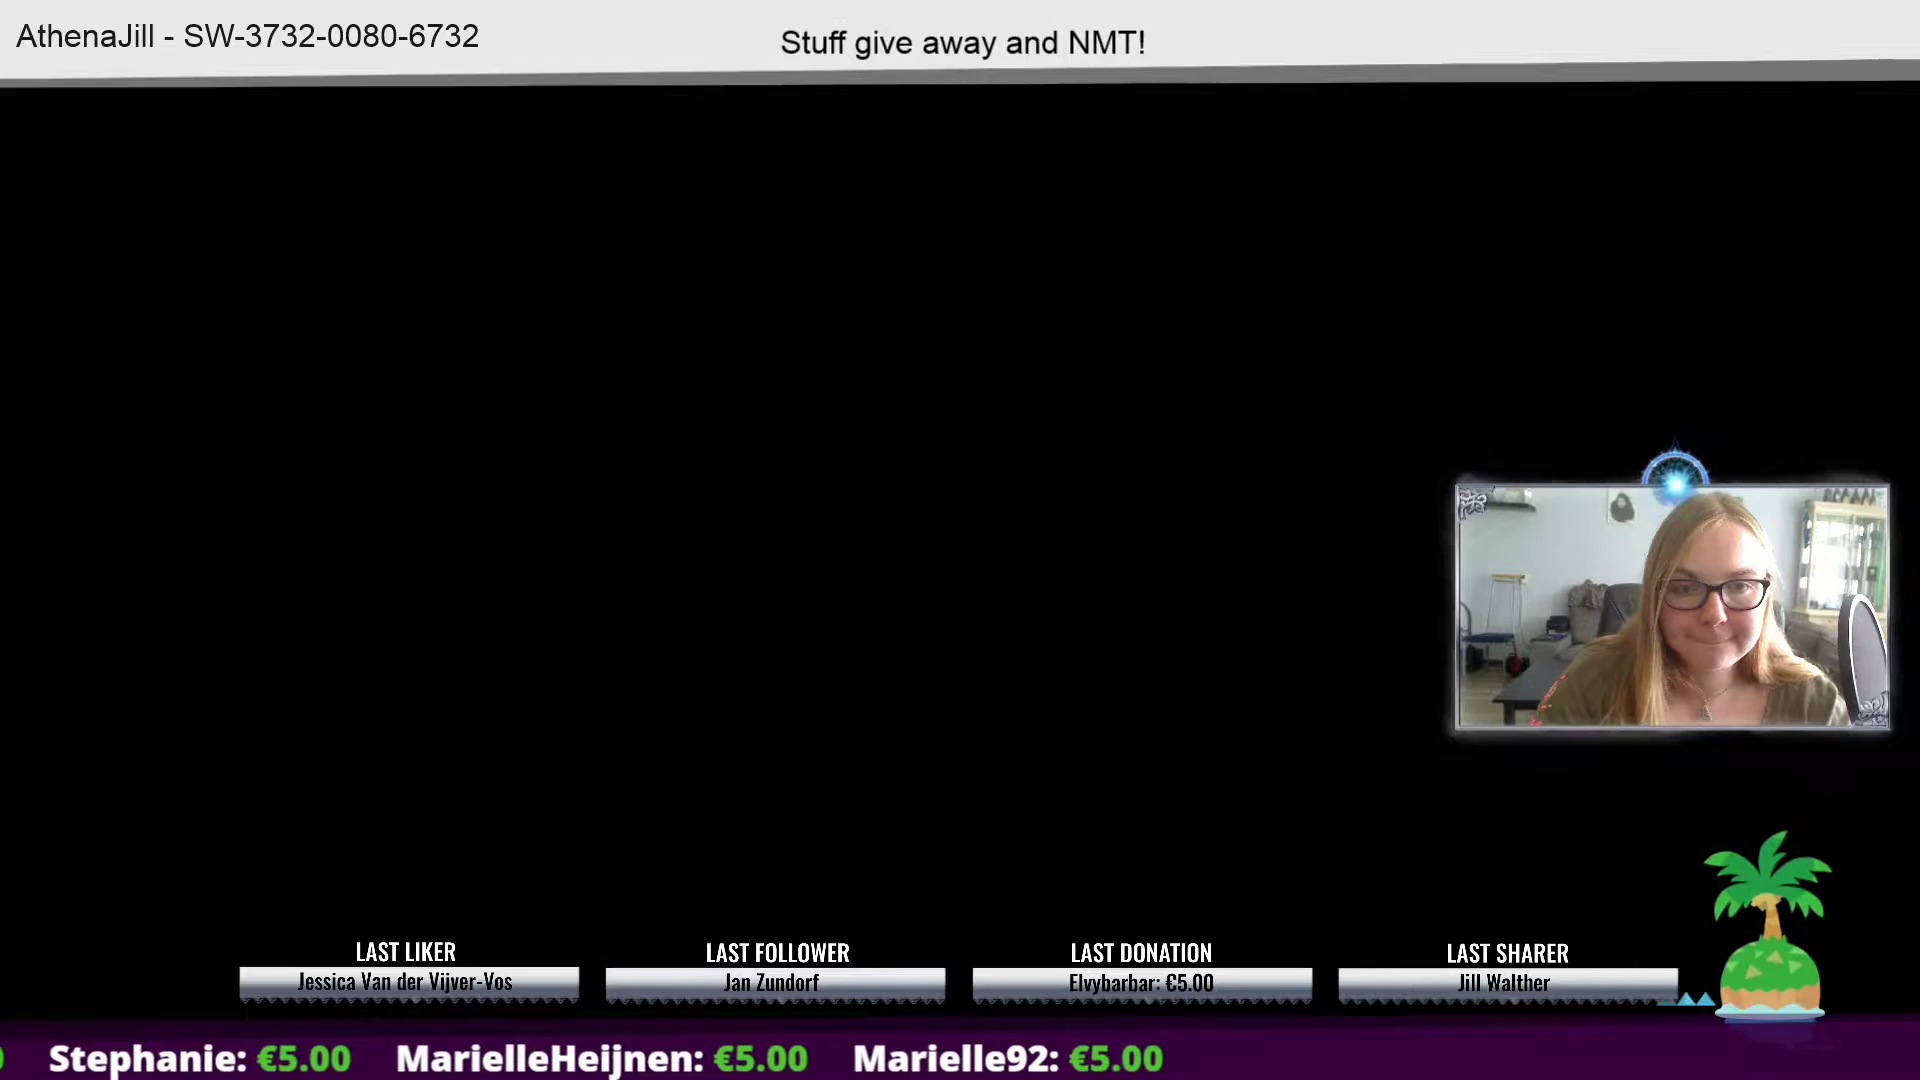 AthenaJill - SW-3732-0080-6732
Stuff give away and NMT!
LAST LIKER
Jessica Van der Vijver-Vos
LAST FOLLOWER
Jan Zundorf
LAST DONATION
Elvybarbar: €5.00
LAST SHARER
Jill Walther
Stephanie: €5.00 MarielleHeijnen: €5.00 Marielle92: €5.00